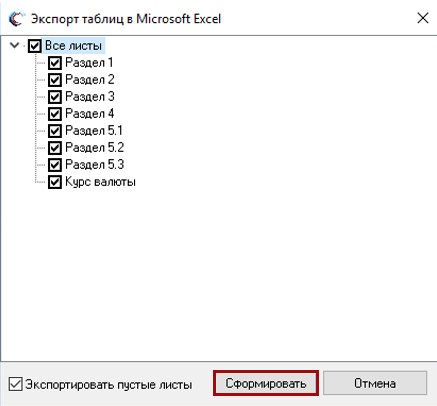 Экспорт таблиц в Microsoft Excel
Все листы
Раздел 1
Раздел 2
Раздел 3
Раздел 4
Раздел 5.1
Раздел 5.2
Раздел 5.3
Курс валюты
Экспортировать пустые листы
Сформировать
Отмена